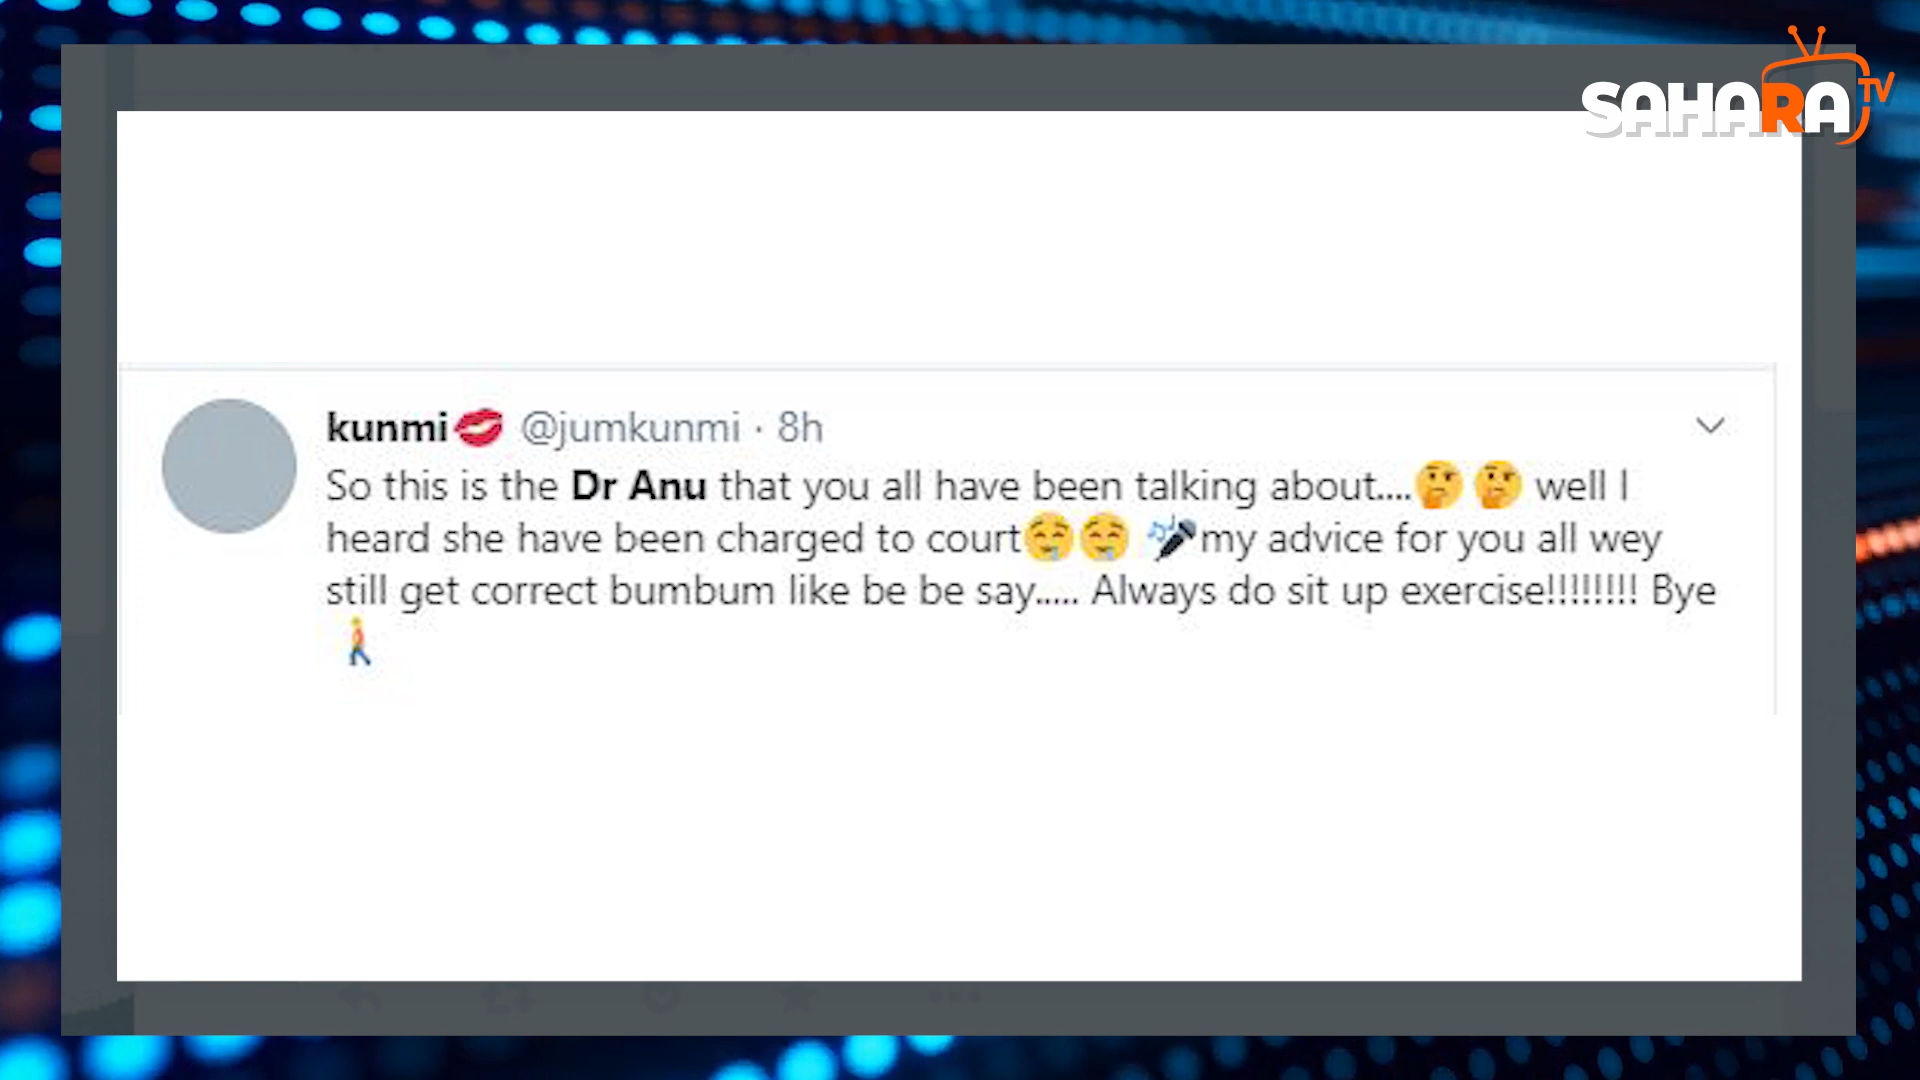 SAHARA TV
kunmi💋 @jumkunmi · 8h
So this is the Dr Anu that you all have been talking about....🤔🤔 well I
heard she have been charged to court🤤🤤 🎤my advice for you all wey
still get correct bumbum like be be say..... Always do sit up exercise!!!!!!!! Bye
🚶